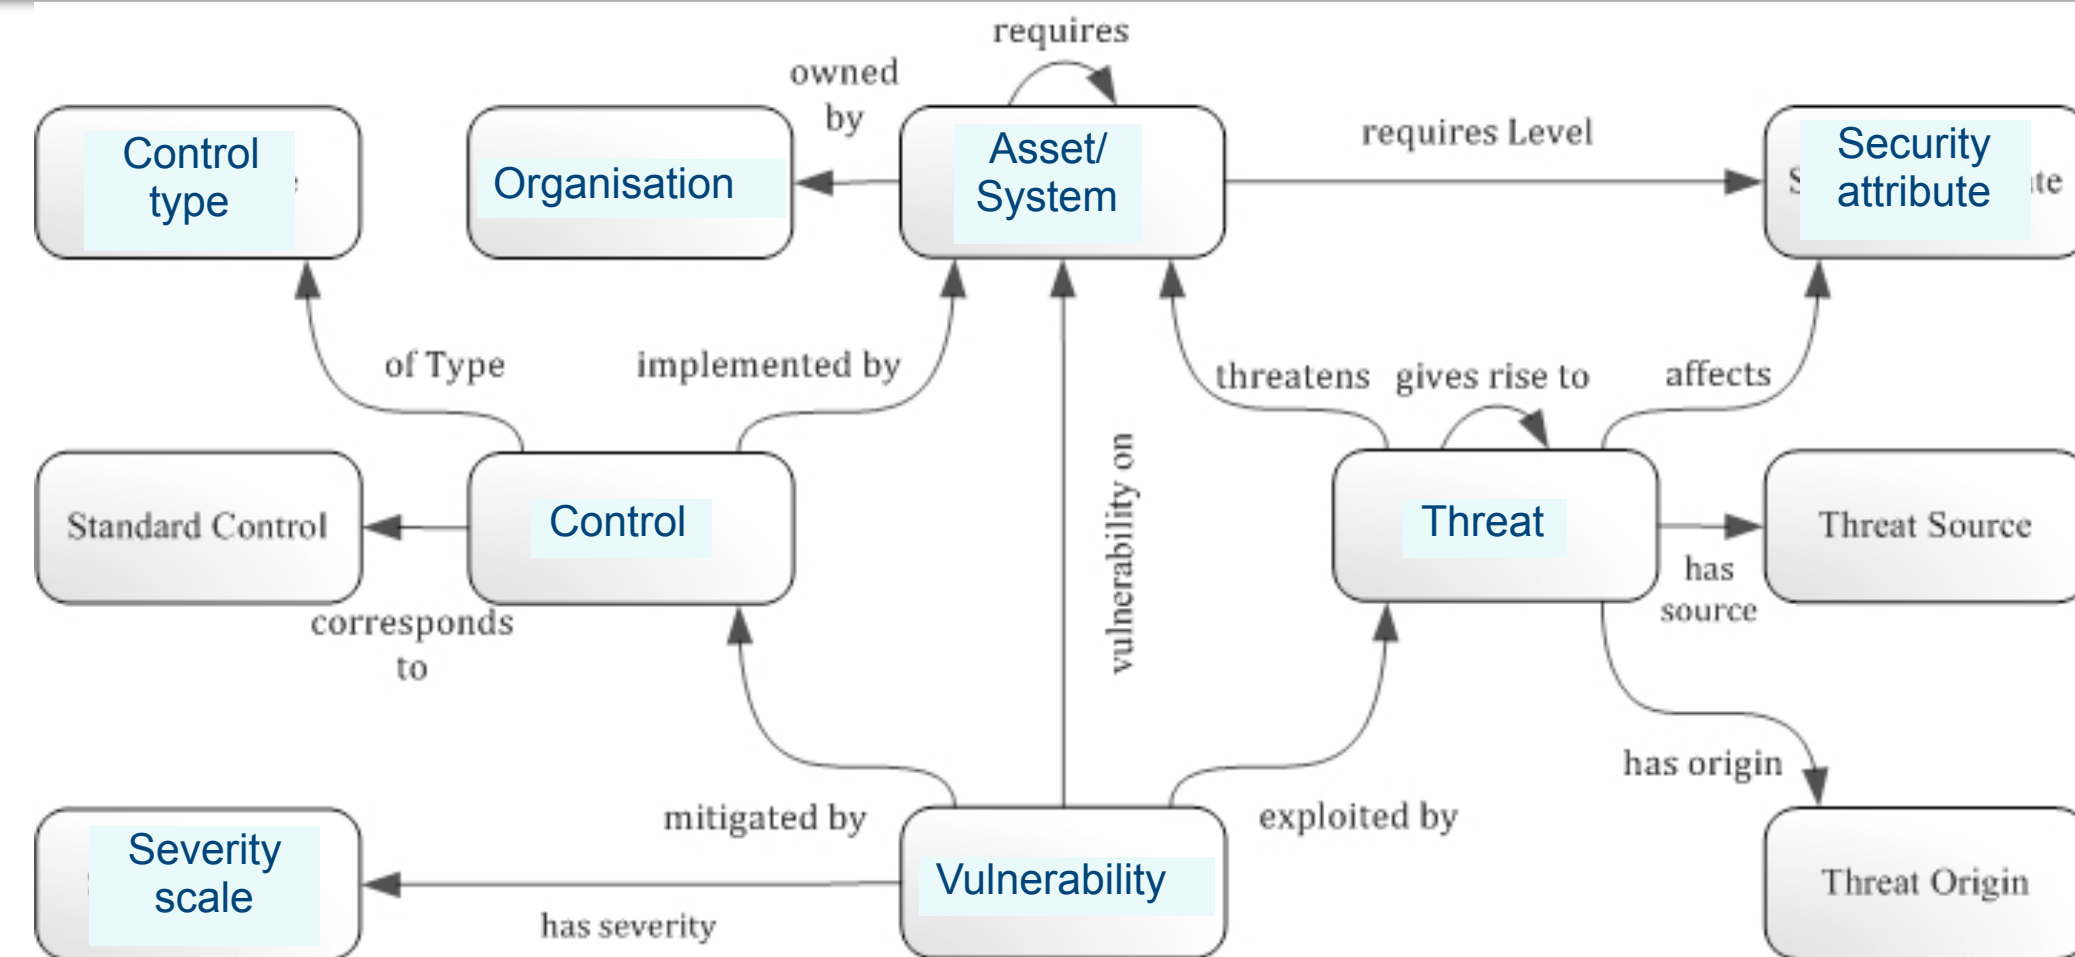 requires
owned
by
Control
type
Organisation
Asset/
System
requires Level
Security
attribute
of Type
implemented by
threatens
gives rise to
affects
Standard Control
Control
vulnerability on
Threat
Threat Source
has
source
corresponds
to
has origin
mitigated by
exploited by
Severity
scale
Vulnerability
Threat Origin
has severity